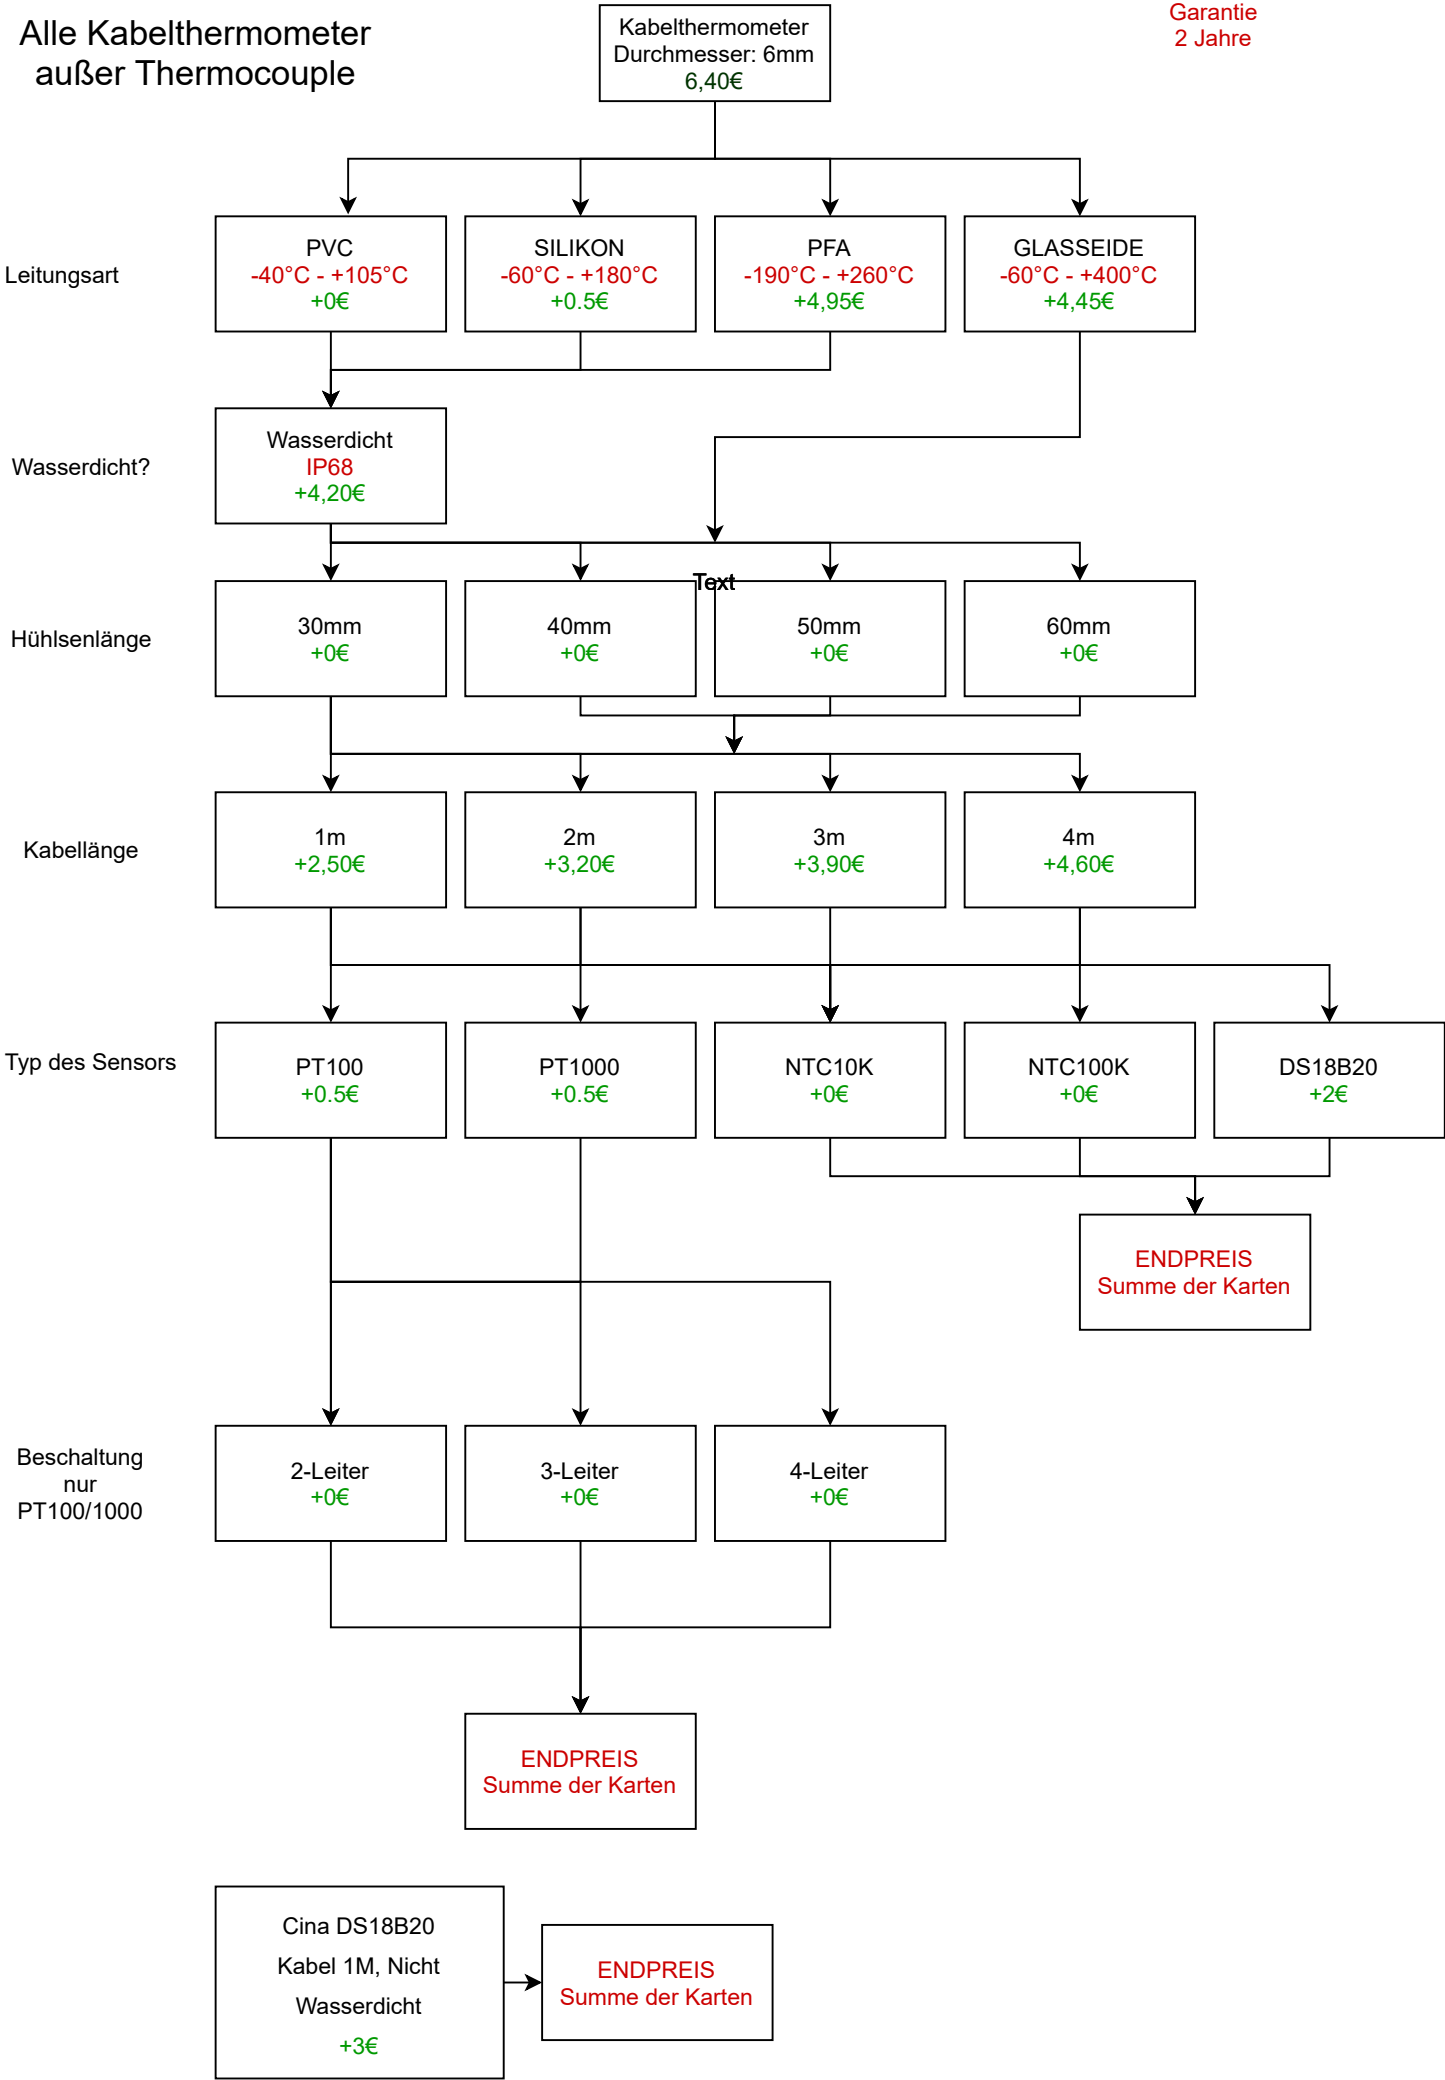 Alle Kabelthermometer
außer Thermocouple
Kabelthermometer
Durchmesser: 6mm
6,40€
Garantie
2 Jahre
Leitungsart
PVC
-40°C - +105°C
+0€
SILIKON
-60°C - +180°C
+0.5€
PFA
-190°C - +260°C
+4,95€
GLASSEIDE
-60°C - +400°C
+4,45€
Wasserdicht?
Wasserdicht
IP68
+4,20€
Text
Hühlsenlänge
30mm
+0€
40mm
+0€
50mm
+0€
60mm
+0€
Kabellänge
1m
+2,50€
2m
+3,20€
3m
+3,90€
4m
+4,60€
Typ des Sensors
PT100
+0.5€
PT1000
+0.5€
NTC10K
+0€
NTC100K
+0€
DS18B20
+2€
ENDPREIS
Summe der Karten
Beschaltung
nur
PT100/1000
2-Leiter
+0€
3-Leiter
+0€
4-Leiter
+0€
ENDPREIS
Summe der Karten
Cina DS18B20
Kabel 1M, Nicht
Wasserdicht
+3€
ENDPREIS
Summe der Karten